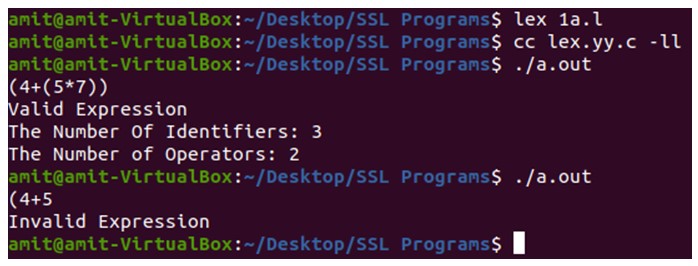 amit@amit-VirtualBox:~/Desktop/SSL Programs$ lex 1a.l
amit@amit-VirtualBox:~/Desktop/SSL Programs$ cc lex.yy.c -ll
amit@amit-VirtualBox:~/Desktop/SSL Programs$ ./a.out
(4+(5*7))
Valid Expression
The Number Of Identifiers: 3
The Number of Operators: 2
amit@amit-VirtualBox:~/Desktop/SSL Programs$ ./a.out
(4+5
Invalid Expression
amit@amit-VirtualBox:~/Desktop/SSL Programs$